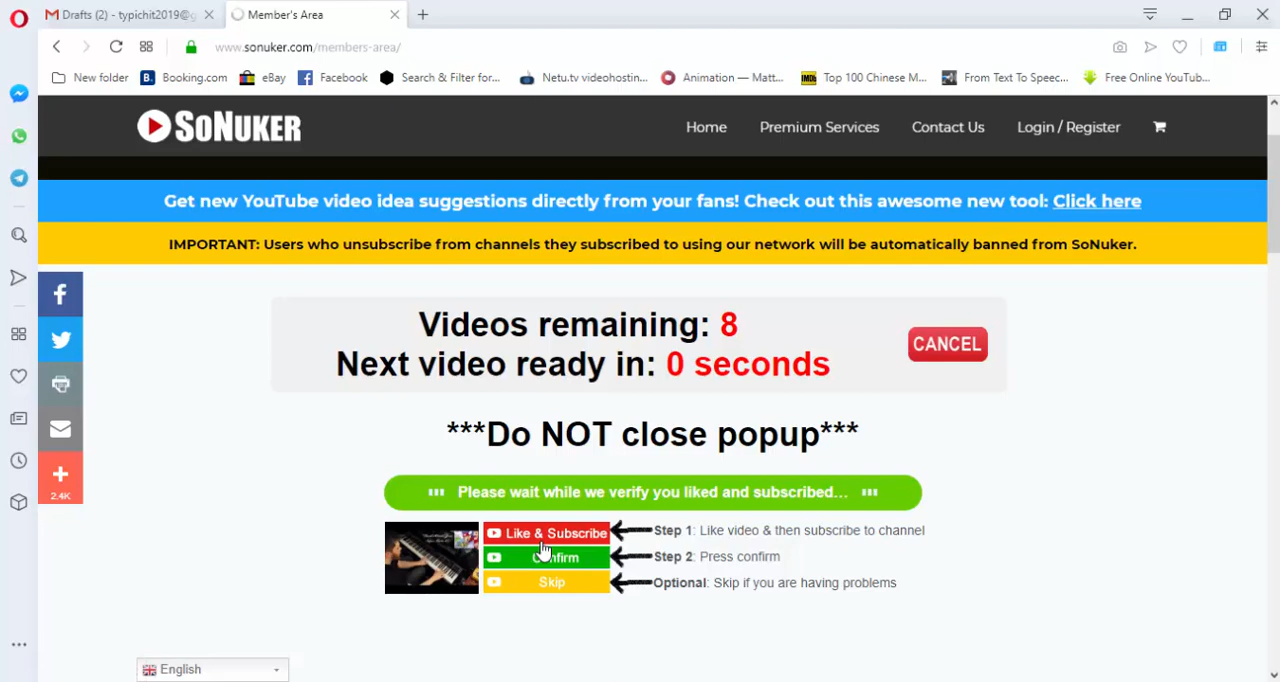 Drafts (2) - typichit2019@g
Member's Area
www.sonuker.com/members-area/
New folder
Booking.com
eBay
Facebook
Search & Filter for...
Netu.tv videohostin...
Animation — Matt...
Top 100 Chinese M...
From Text To Speec...
Free Online YouTub...
SoNuker
Home
Premium Services
Contact Us
Login / Register
Get new YouTube video idea suggestions directly from your fans! Check out this awesome new tool: Click here
IMPORTANT: Users who unsubscribe from channels they subscribed to using our network will be automatically banned from SoNuker.
Videos remaining: 8
Next video ready in: 0 seconds
CANCEL
***Do NOT close popup***
Please wait while we verify you liked and subscribed...
Like & Subscribe
Step 1: Like video & then subscribe to channel
Confirm
Step 2: Press confirm
Skip
Optional: Skip if you are having problems
2.4K
English